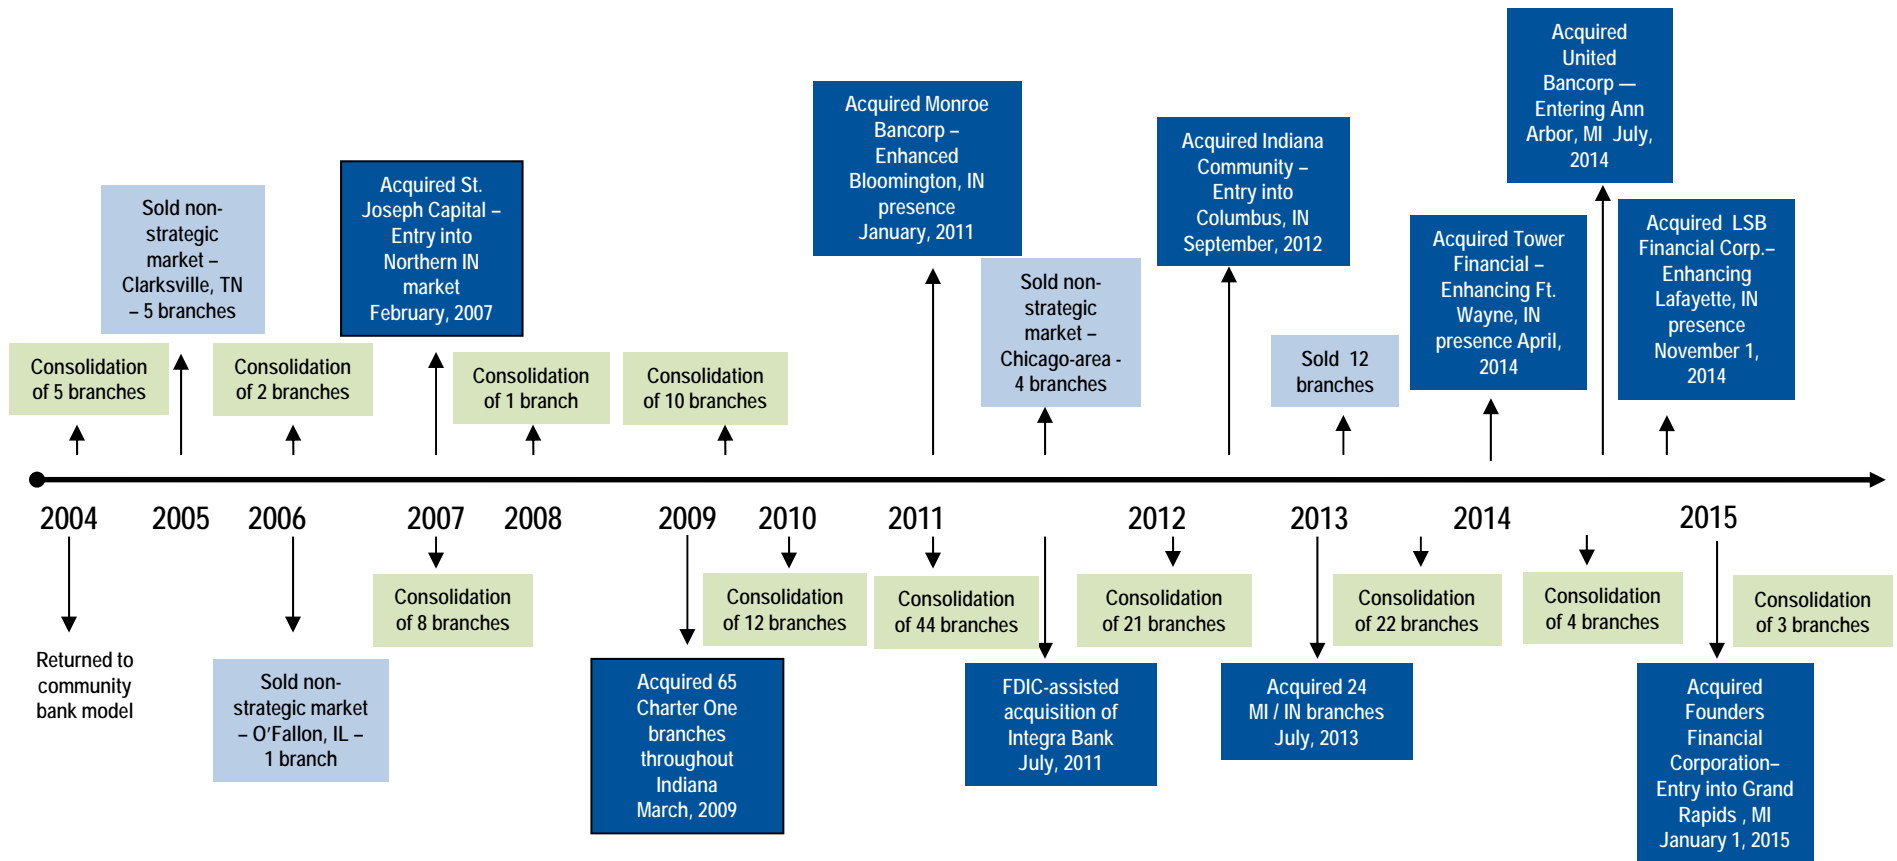 Acquired
United
Bancorp —
Entering Ann
Arbor, MI  July,
2014
Acquired Monroe
Bancorp –
Enhanced
Bloomington, IN
presence
January, 2011
Acquired Indiana
Community –
Entry into
Columbus, IN
September, 2012
Acquired St.
Joseph Capital –
Entry into
Northern IN
market
February, 2007
Sold non-
strategic
market –
Clarksville, TN
– 5 branches
Acquired Tower
Financial –
Enhancing Ft.
Wayne, IN
presence April,
2014
Acquired  LSB
Financial Corp.–
Enhancing
Lafayette, IN
presence
November 1,
2014
Sold non-
strategic
market –
Chicago-area -
4 branches
Sold  12
branches
Consolidation
of 5 branches
Consolidation
of 2 branches
Consolidation
of 1 branch
Consolidation
of 10 branches
2004
2005
2006
2007
2008
2009
2010
2011
2012
2013
2014
2015
Consolidation
of 8 branches
Consolidation
of 12 branches
Consolidation
of 44 branches
Consolidation
of 21 branches
Consolidation
of 22 branches
Consolidation
of 4 branches
Consolidation
of 3 branches
Returned to
community
bank model
Sold non-
strategic market
– O’Fallon, IL –
1 branch
Acquired 65
Charter One
branches
throughout
Indiana
March, 2009
FDIC-assisted
acquisition of
Integra Bank
July, 2011
Acquired 24
MI / IN branches
July, 2013
Acquired
Founders
Financial
Corporation–
Entry into Grand
Rapids , MI
January 1, 2015